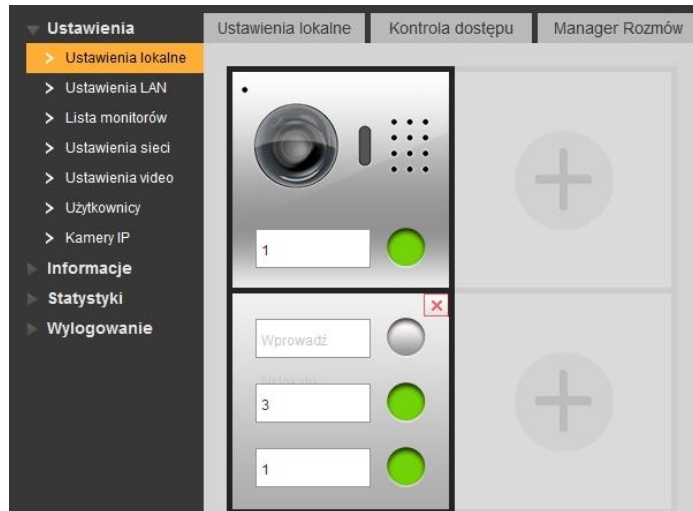 Ustawienia
Ustawienia lokalne
Ustawienia LAN
Lista monitorów
Ustawienia sieci
Ustawienia video
Użytkownicy
Kamery IP
Informacje
Statystyki
Wylogowanie
Ustawienia lokalne Kontrola dostępu Manager Rozmów
1
Wprowadź
3
1